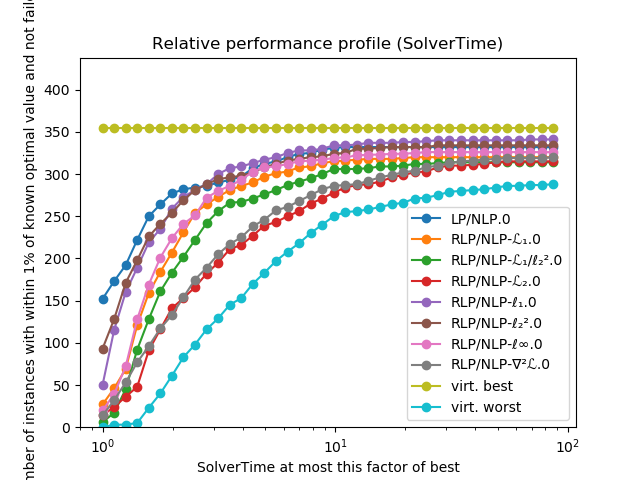 Relative performance profile (SolverTime)
of instances with within 1% of known optimal value and not
400
350
300
250
200
150
100
50
0
10⁰
10¹
10²
SolverTime at most this factor of best
LP/NLP.0
RLP/NLP-ℒ₁.0
RLP/NLP-ℒ₁/ℓ₂².0
RLP/NLP-ℒ₂.0
RLP/NLP-ℓ₁.0
RLP/NLP-ℓ₂².0
RLP/NLP-ℓ∞.0
RLP/NLP-∇²ℒ.0
virt. best
virt. worst